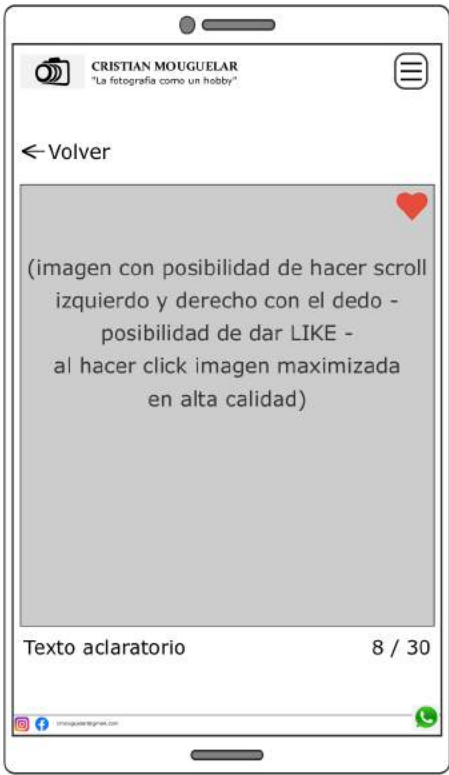 CRISTIAN MOUGUELAR
"La fotografía como un hobby"
Volver
(imagen con posibilidad de hacer scroll
izquierdo y derecho con el dedo -
posibilidad de dar LIKE -
al hacer click imagen maximizada
en alta calidad)
Texto aclaratorio
8 / 30